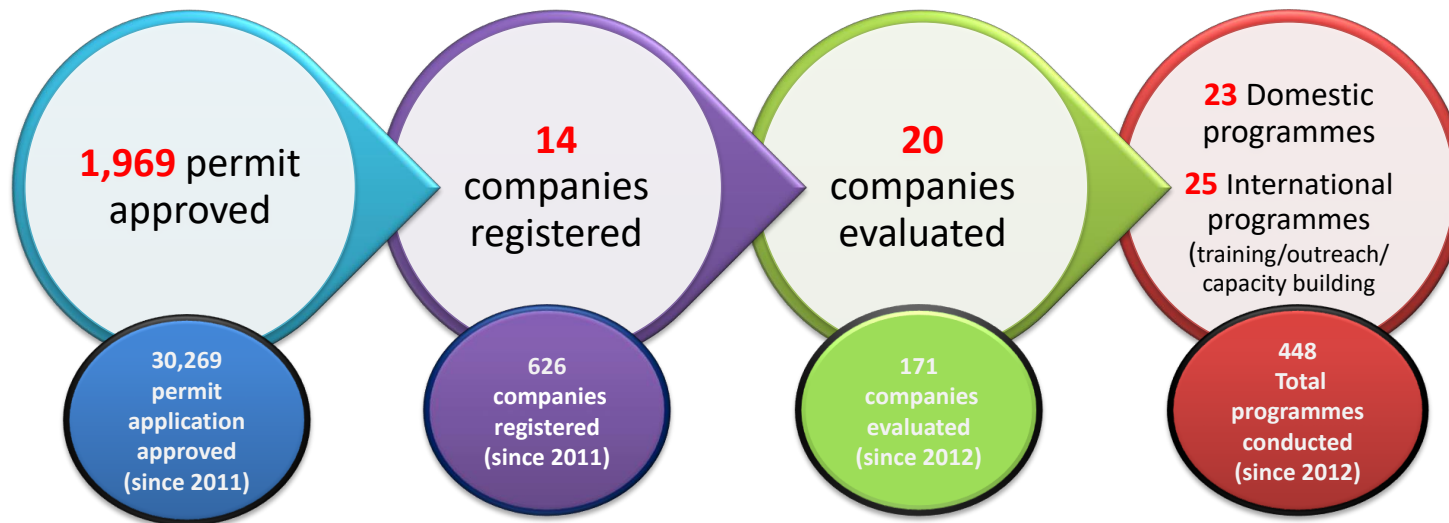 1,969 permit
approved
14
companies
registered
20
companies
evaluated
23 Domestic
programmes
25 International
programmes
(training/outreach/
capacity building
30,269
permit
application
approved
(since 2011)
626
companies
registered
(since 2011)
171
companies
evaluated
(since 2012)
448
Total
programmes
conducted
(since 2012)